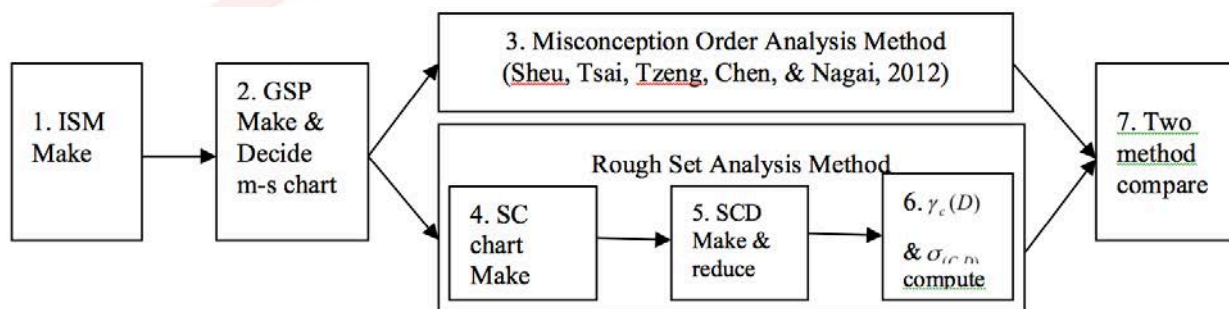 1. ISM
Make
2. GSP
Make &
Decide
m-s chart
3. Misconception Order Analysis Method
(Sheu, Tsai, Tzeng, Chen, & Nagai, 2012)
Rough Set Analysis Method
4. SC
chart
Make
5. SCD
Make &
reduce
6. γc(D)
& σ(C,D)
compute
7. Two
method
compare